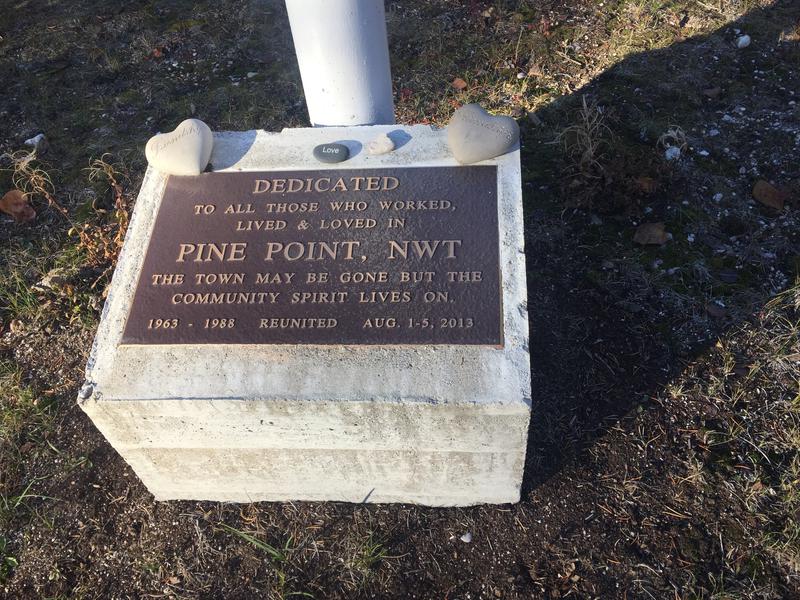 Friendship
Love
DEDICATED
TO ALL THOSE WHO WORKED,
LIVED & LOVED IN
PINE POINT, NWT
THE TOWN MAY BE GONE BUT THE
COMMUNITY SPIRIT LIVES ON.
1963 - 1988 REUNITED AUG. 1-5, 2013